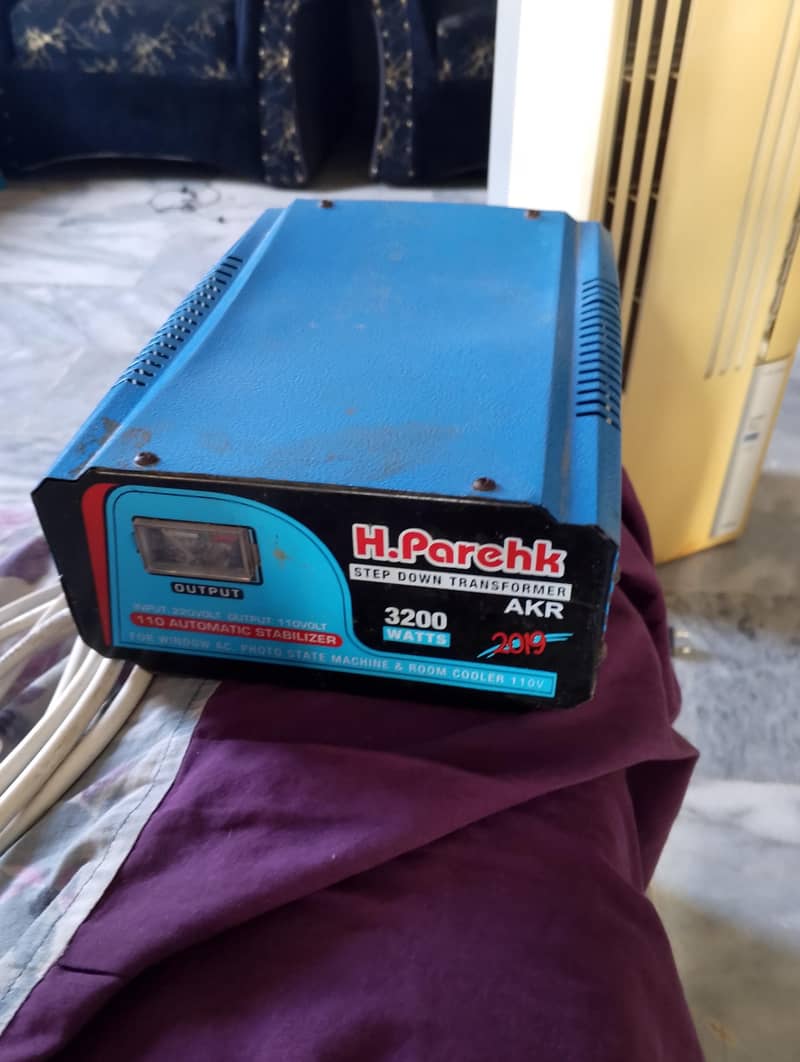 H.Parehk
STEP DOWN TRANSFORMER
AKR
OUTPUT
INPUT: 220VOLT OUTPUT: 110VOLT
110 AUTOMATIC STABILIZER
3200
WATTS
2019
FOR WINDOW AC, PHOTO STATE MACHINE & ROOM COOLER 110V